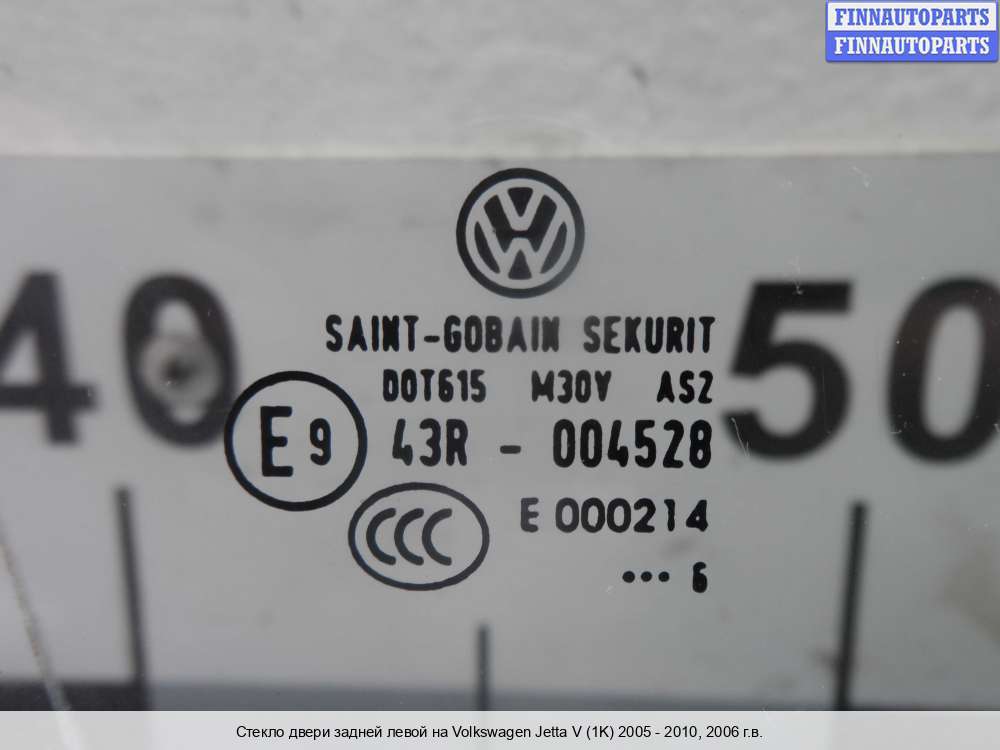 FINNAUTOPARTS
FINNAUTOPARTS
SAINT-GOBAIN SEKURIT
40
50
DOT615 M30V AS2
E9 43R - 004528
CCC E 000214
••• 6
Стекло двери задней левой на Volkswagen Jetta V (1K) 2005 - 2010, 2006 г.в.